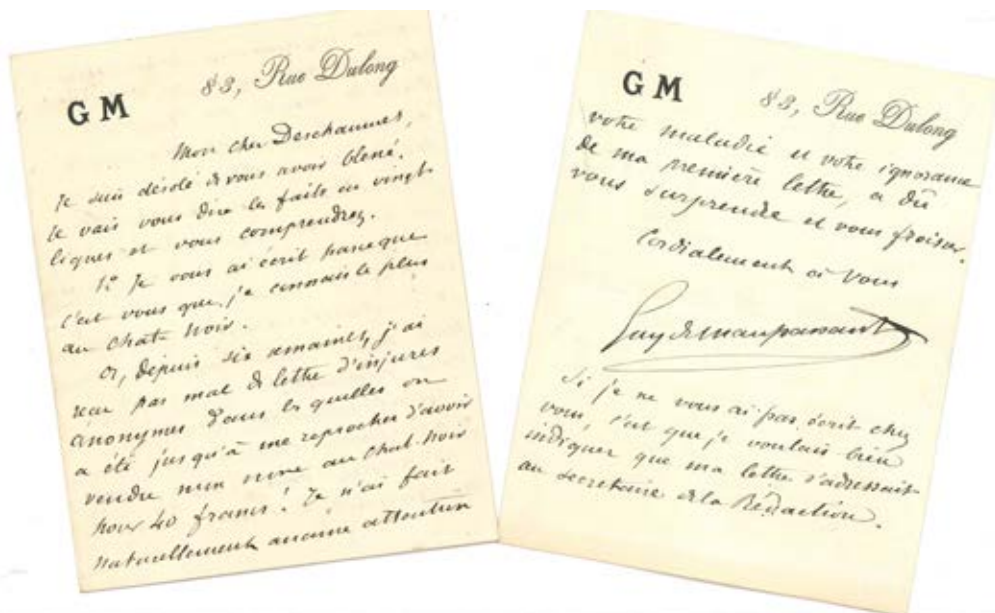 G M
83, Rue Dulong
Mon cher Deschaumes,
Je suis désolé de vous avoir blessé.
Je vais vous dire les faits en vingt
lignes et vous comprendrez.
1º Je vous ai écrit parce que
c'est vous que je connais le plus
au Chat-Noir.
Or, depuis six semaines, j'ai
reçu pas mal de lettre d'injures
anonymes dans lesquelles on
a été jusqu'à me reprocher d'avoir
vendu mon nom au Chat-Noir
pour 40 francs! Je n'ai fait
naturellement aucune attention
G M
83, Rue Dulong
votre maladie et votre ignorance
de ma première lettre, a dû
vous surprendre et vous froisser.
Cordialement à vous
Guy de Maupassant
Si je ne vous ai pas écrit chez
vous, c'est que je voulais bien
indiquer que ma lettre s'adressait
au secrétaire de la Rédaction.